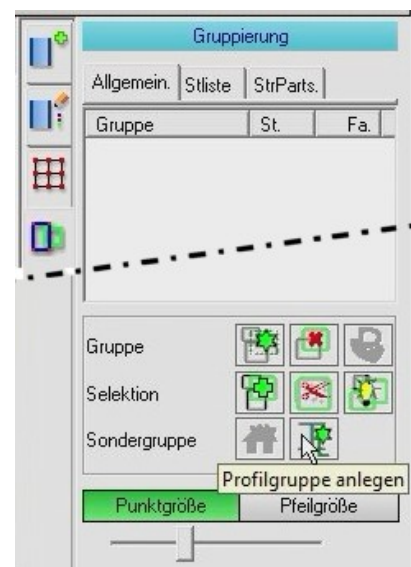 Gruppierung
Allgemein. Stliste StrParts.
Gruppe St. Fa.
Gruppe
Selektion
Sondergruppe
Profilgruppe anlegen
Punktgröße Pfeilgröße